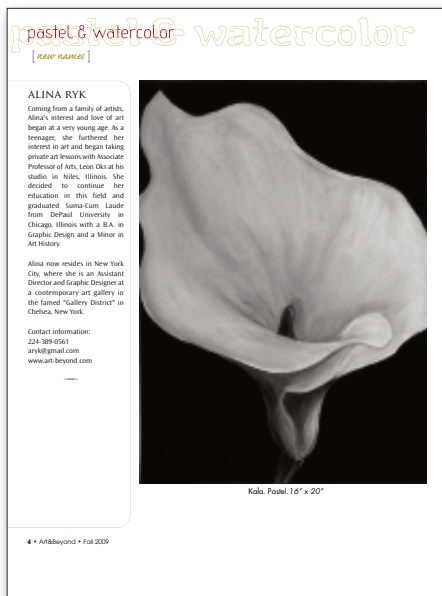 pastel & watercolor
pastel & watercolor
[ new names ]
ALINA RYK
Coming from a family of artists,
Alina's interest and love of art
began at a very young age. As a
teenager, she furthered her
interest in art and began taking
private art lessons with Associate
Professor of Arts, Leon Oks at his
studio in Niles, Illinois. She
decided to continue her
education in this field and
graduated Suma-Cum Laude
from DePaul University in
Chicago, Illinois with a B.A. in
Graphic Design and a Minor in
Art History.
Alina now resides in New York
City, where she is an Assistant
Director and Graphic Designer at
a contemporary art gallery in
the famed "Gallery District" in
Chelsea, New York.
Contact information:
224-389-0561
aryk@gmail.com
www.art-beyond.com
Kala. Pastel. 16" x 20"
4 • Art&Beyond • Fall 2009